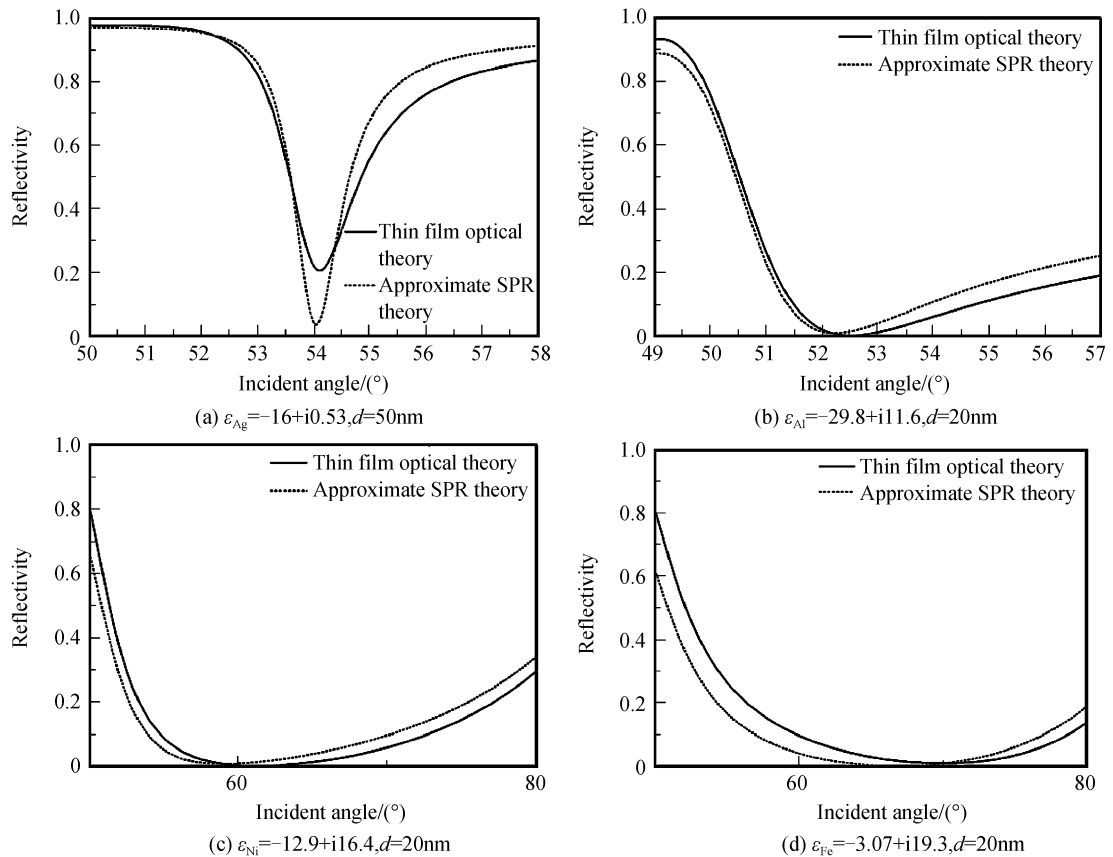 1.0
0.8
0.6
0.4
0.2
0
Reflectivity
Thin film optical
theory
Approximate SPR
theory
50 51 52 53 54 55 56 57 58
Incident angle/(°)
(a) εAg=−16+i0.53,d=50nm
1.0
0.8
0.6
0.4
0.2
0
Reflectivity
Thin film optical theory
Approximate SPR theory
49 50 51 52 53 54 55 56 57
Incident angle/(°)
(b) εAl=−29.8+i11.6,d=20nm
1.0
0.8
0.6
0.4
0.2
0
Reflectivity
Thin film optical theory
Approximate SPR theory
60 80
Incident angle/(°)
(c) εNi=−12.9+i16.4,d=20nm
1.0
0.8
0.6
0.4
0.2
0
Reflectivity
Thin film optical theory
Approximate SPR theory
60 80
Incident angle/(°)
(d) εFe=−3.07+i19.3,d=20nm